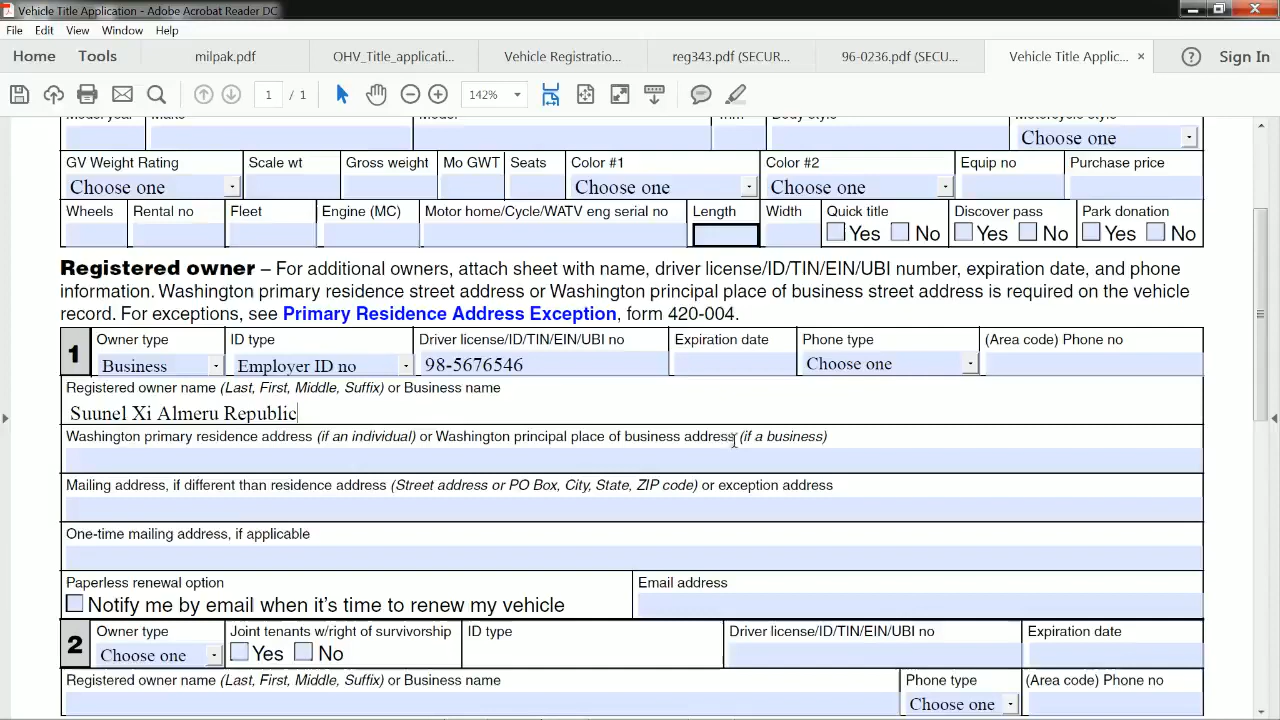 Vehicle Title Application - Adobe Acrobat Reader DC
File Edit View Window Help
Home Tools milpak.pdf OHV_Title_applicati... Vehicle Registratio... reg343.pdf (SECUR... 96-0236.pdf (SECU... Vehicle Title Applic... × ? Sign In
1 / 1 142%
Model year Make Model Trim Body style Motorcycle style
Choose one
GV Weight Rating Scale wt Gross weight Mo GWT Seats Color #1 Color #2 Equip no Purchase price
Choose one Choose one Choose one
Wheels Rental no Fleet Engine (MC) Motor home/Cycle/WATV eng serial no Length Width Quick title Discover pass Park donation
Yes No Yes No Yes No
Registered owner – For additional owners, attach sheet with name, driver license/ID/TIN/EIN/UBI number, expiration date, and phone
information. Washington primary residence street address or Washington principal place of business street address is required on the vehicle
record. For exceptions, see Primary Residence Address Exception, form 420-004.
1 Owner type ID type Driver license/ID/TIN/EIN/UBI no Expiration date Phone type (Area code) Phone no
Business Employer ID no 98-5676546 Choose one
Registered owner name (Last, First, Middle, Suffix) or Business name
Suunel Xi Almeru Republic
Washington primary residence address (if an individual) or Washington principal place of business address (if a business)
Mailing address, if different than residence address (Street address or PO Box, City, State, ZIP code) or exception address
One-time mailing address, if applicable
Paperless renewal option Email address
Notify me by email when it's time to renew my vehicle
2 Owner type Joint tenants w/right of survivorship ID type Driver license/ID/TIN/EIN/UBI no Expiration date
Choose one Yes No
Registered owner name (Last, First, Middle, Suffix) or Business name Phone type (Area code) Phone no
Choose one